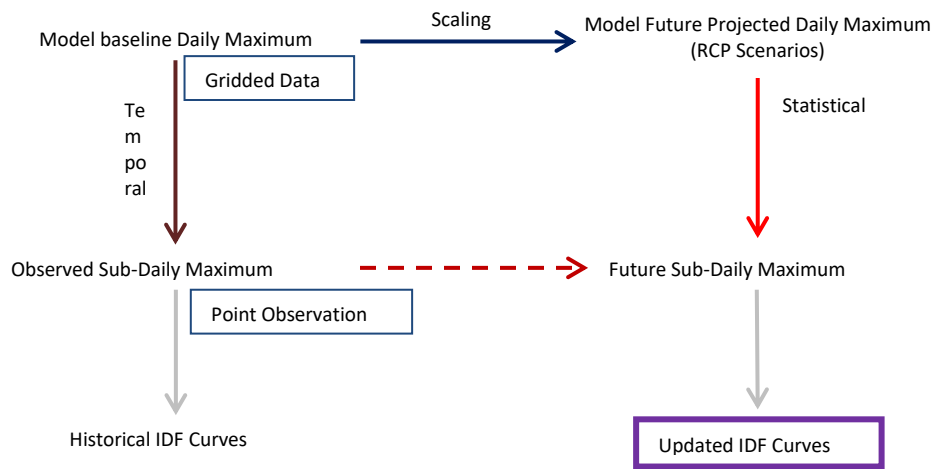 Scaling
Model baseline Daily Maximum
Model Future Projected Daily Maximum
(RCP Scenarios)
Gridded Data
Te
m
po
ral
Statistical
Observed Sub-Daily Maximum
Future Sub-Daily Maximum
Point Observation
Historical IDF Curves
Updated IDF Curves